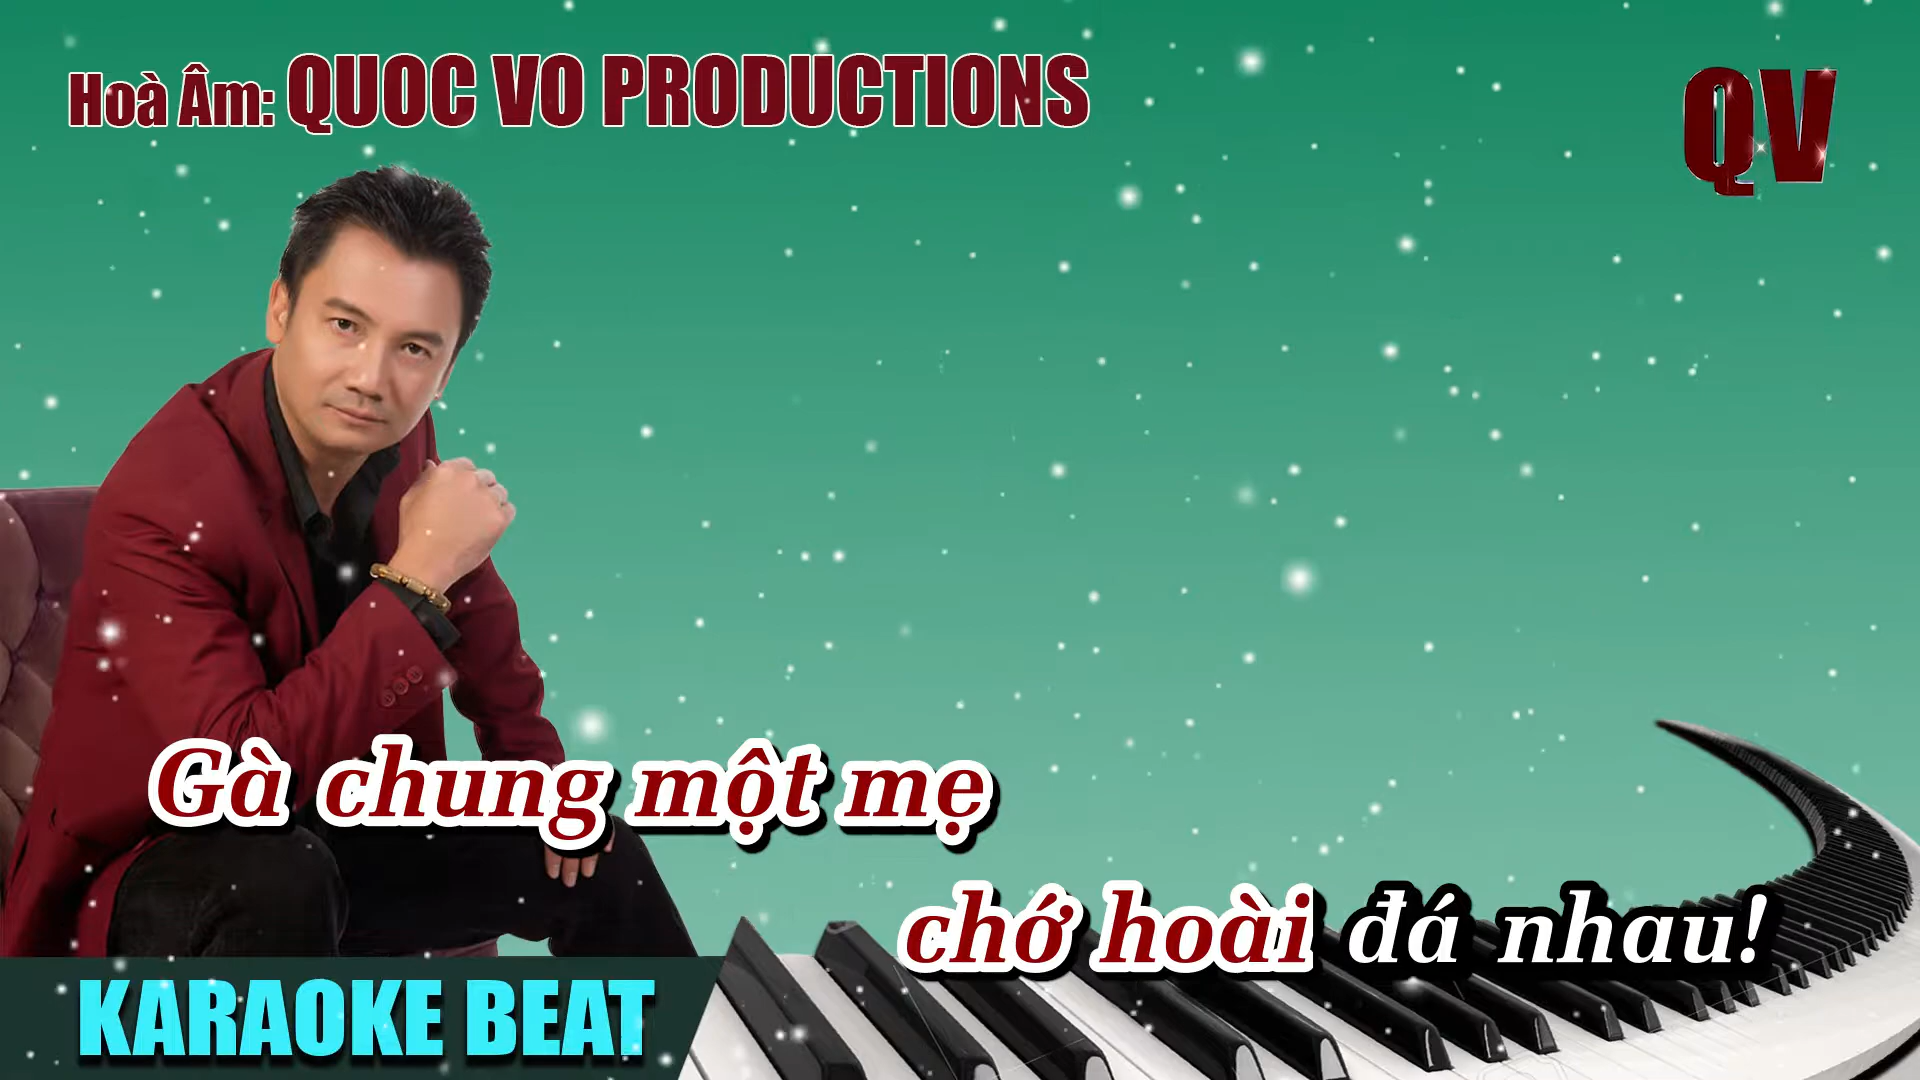 Hoà Âm: QUOC VO PRODUCTIONS
QV
Gà chung một mẹ
chớ hoài đá nhau!
KARAOKE BEAT